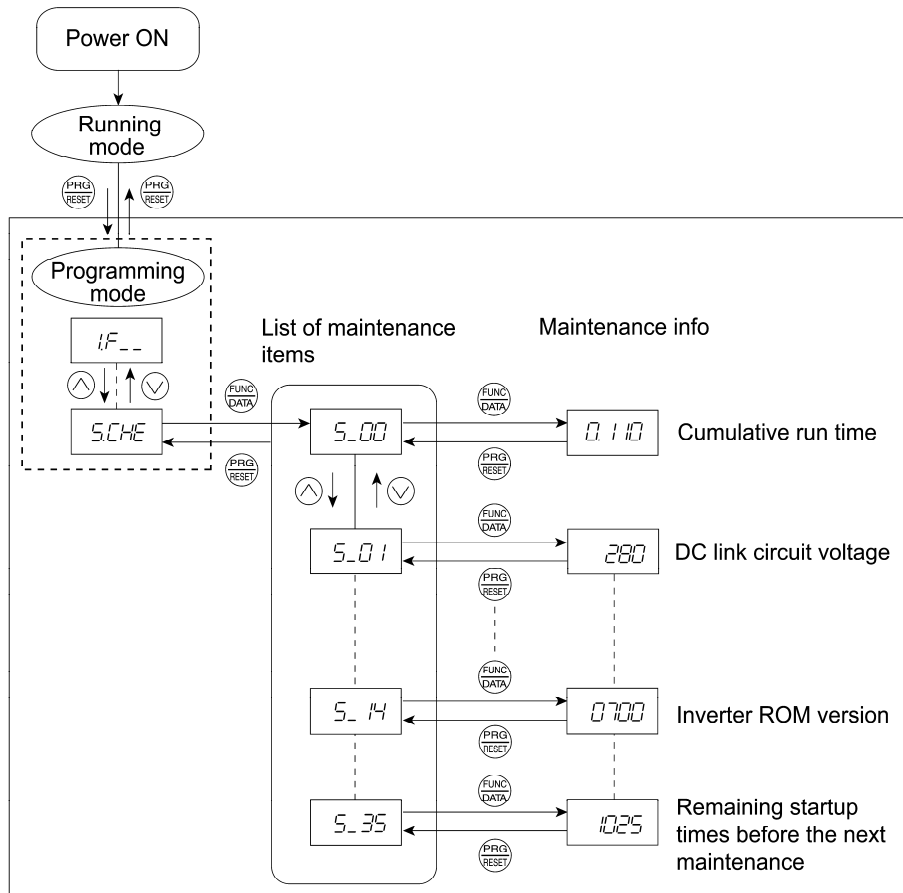 Power ON
Running
mode
PRG
RESET
PRG
RESET
Programming
mode
1.F_ _
List of maintenance
items
Maintenance info
FUNC
DATA
FUNC
DATA
5.CHE
5_00
0.110
Cumulative run time
PRG
RESET
PRG
RESET
FUNC
DATA
5_01
280
DC link circuit voltage
PRG
RESET
FUNC
DATA
5_14
0700
Inverter ROM version
PRG
RESET
FUNC
DATA
5_35
1025
Remaining startup
times before the next
maintenance
PRG
RESET